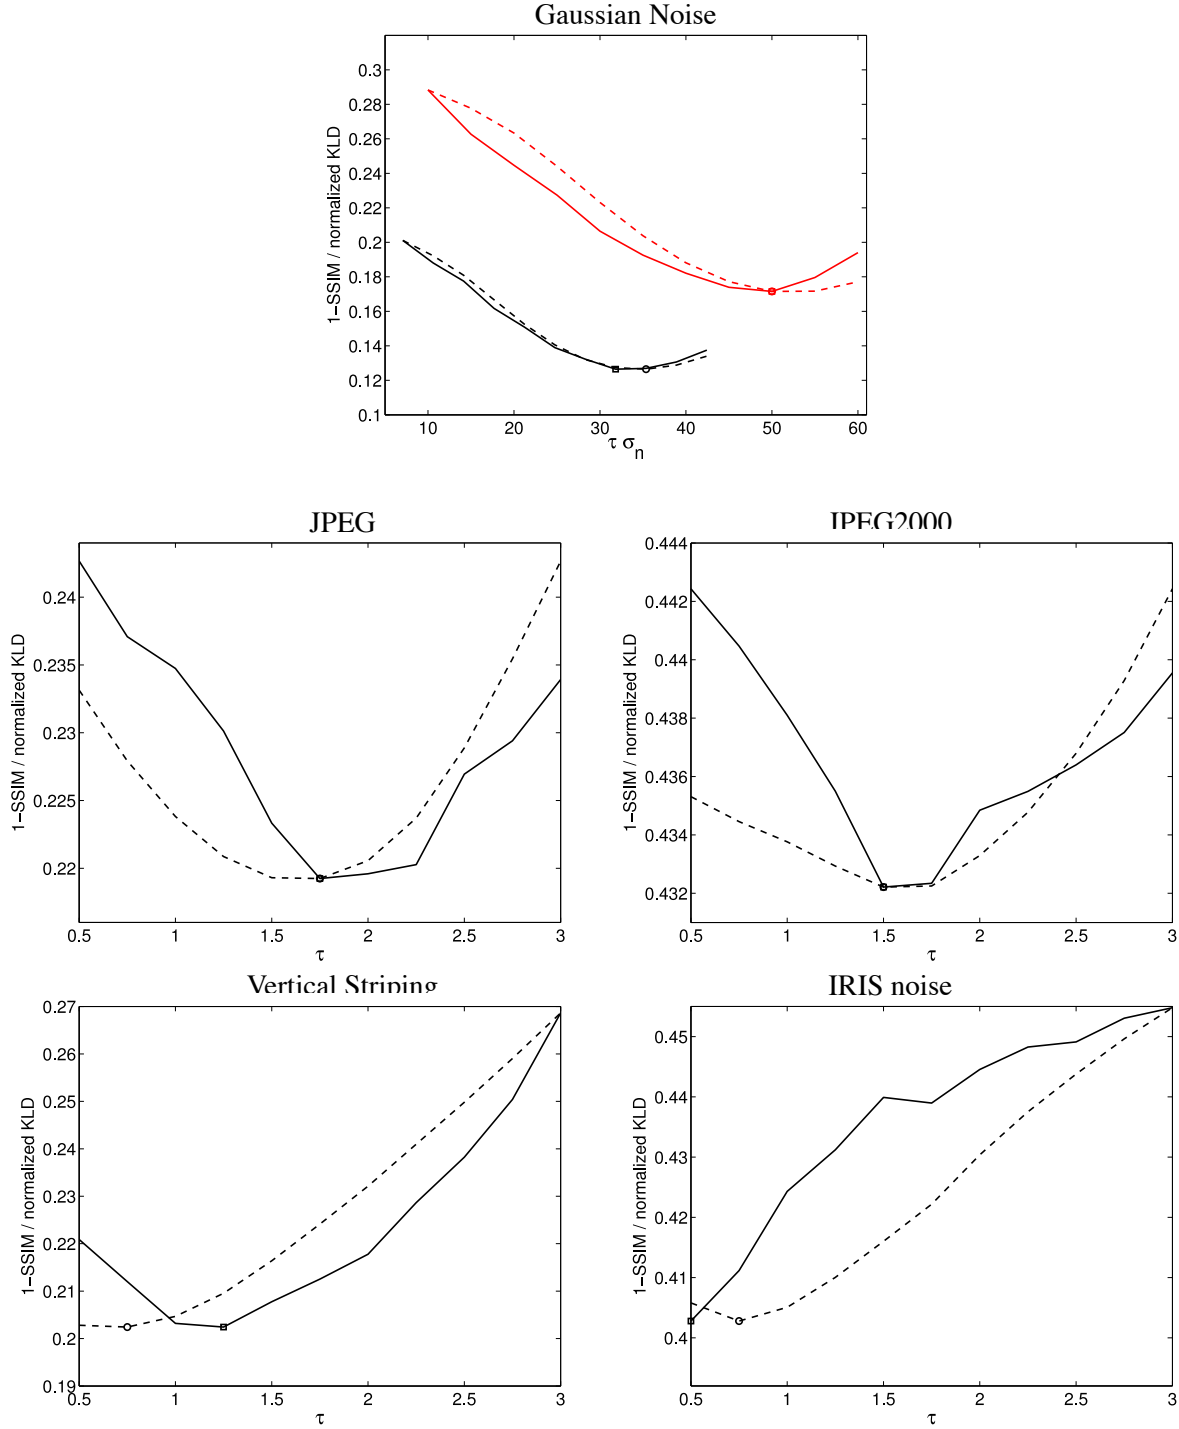 Gaussian Noise
1−SSIM / normalized KLD
0.3
0.28
0.26
0.24
0.22
0.2
0.18
0.16
0.14
0.12
0.1
10 20 30 40 50 60
τ σn
JPEG
1−SSIM / normalized KLD
0.24
0.235
0.23
0.225
0.22
0.5 1 1.5 2 2.5 3
τ
JPEG2000
1−SSIM / normalized KLD
0.444
0.442
0.44
0.438
0.436
0.434
0.432
0.5 1 1.5 2 2.5 3
τ
Vertical Striping
1−SSIM / normalized KLD
0.27
0.26
0.25
0.24
0.23
0.22
0.21
0.2
0.19
0.5 1 1.5 2 2.5 3
τ
IRIS noise
1−SSIM / normalized KLD
0.45
0.44
0.43
0.42
0.41
0.4
0.5 1 1.5 2 2.5 3
τ